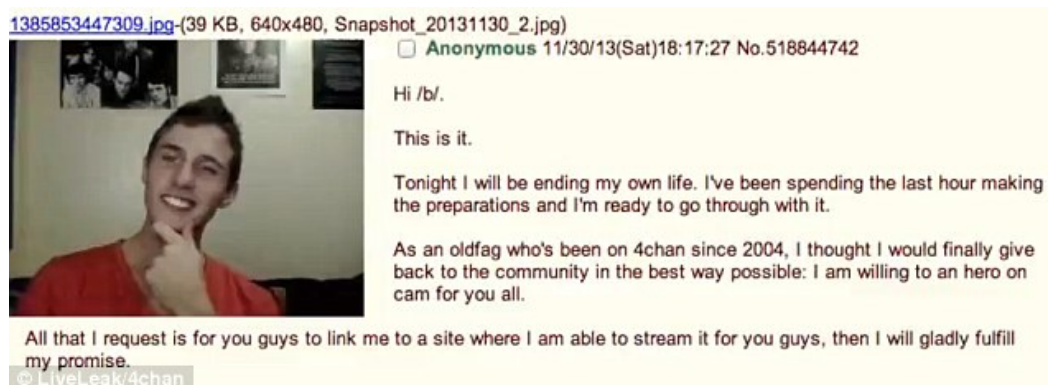 1385853447309.jpg-(39 KB, 640x480, Snapshot_20131130_2.jpg)
Anonymous 11/30/13(Sat)18:17:27 No.518844742
Hi /b/.
This is it.
Tonight I will be ending my own life. I've been spending the last hour making
the preparations and I'm ready to go through with it.
As an oldfag who's been on 4chan since 2004, I thought I would finally give
back to the community in the best way possible: I am willing to an hero on
cam for you all.
All that I request is for you guys to link me to a site where I am able to stream it for you guys, then I will gladly fulfill
my promise.
© LiveLeak/4chan